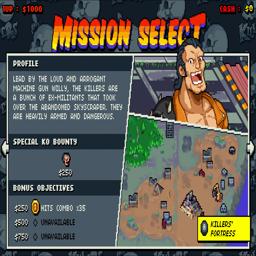 1UP : $1000
CASH : $0
MISSION SELECT
PROFILE
LEAD BY THE LOUD AND ARROGANT
MACHINE GUN WILLY, THE KILLERS ARE
A BUNCH OF EX-MILITANTS THAT TOOK
OVER THE ABANDONED SKYSCRAPER. THEY
ARE HEAVILY ARMED AND DANGEROUS.
SPECIAL KO BOUNTY
$250
BONUS OBJECTIVES
$250 HITS COMBO X35
$500 UNAVAILABLE
$750 UNAVAILABLE
KILLERS'
FORTRESS